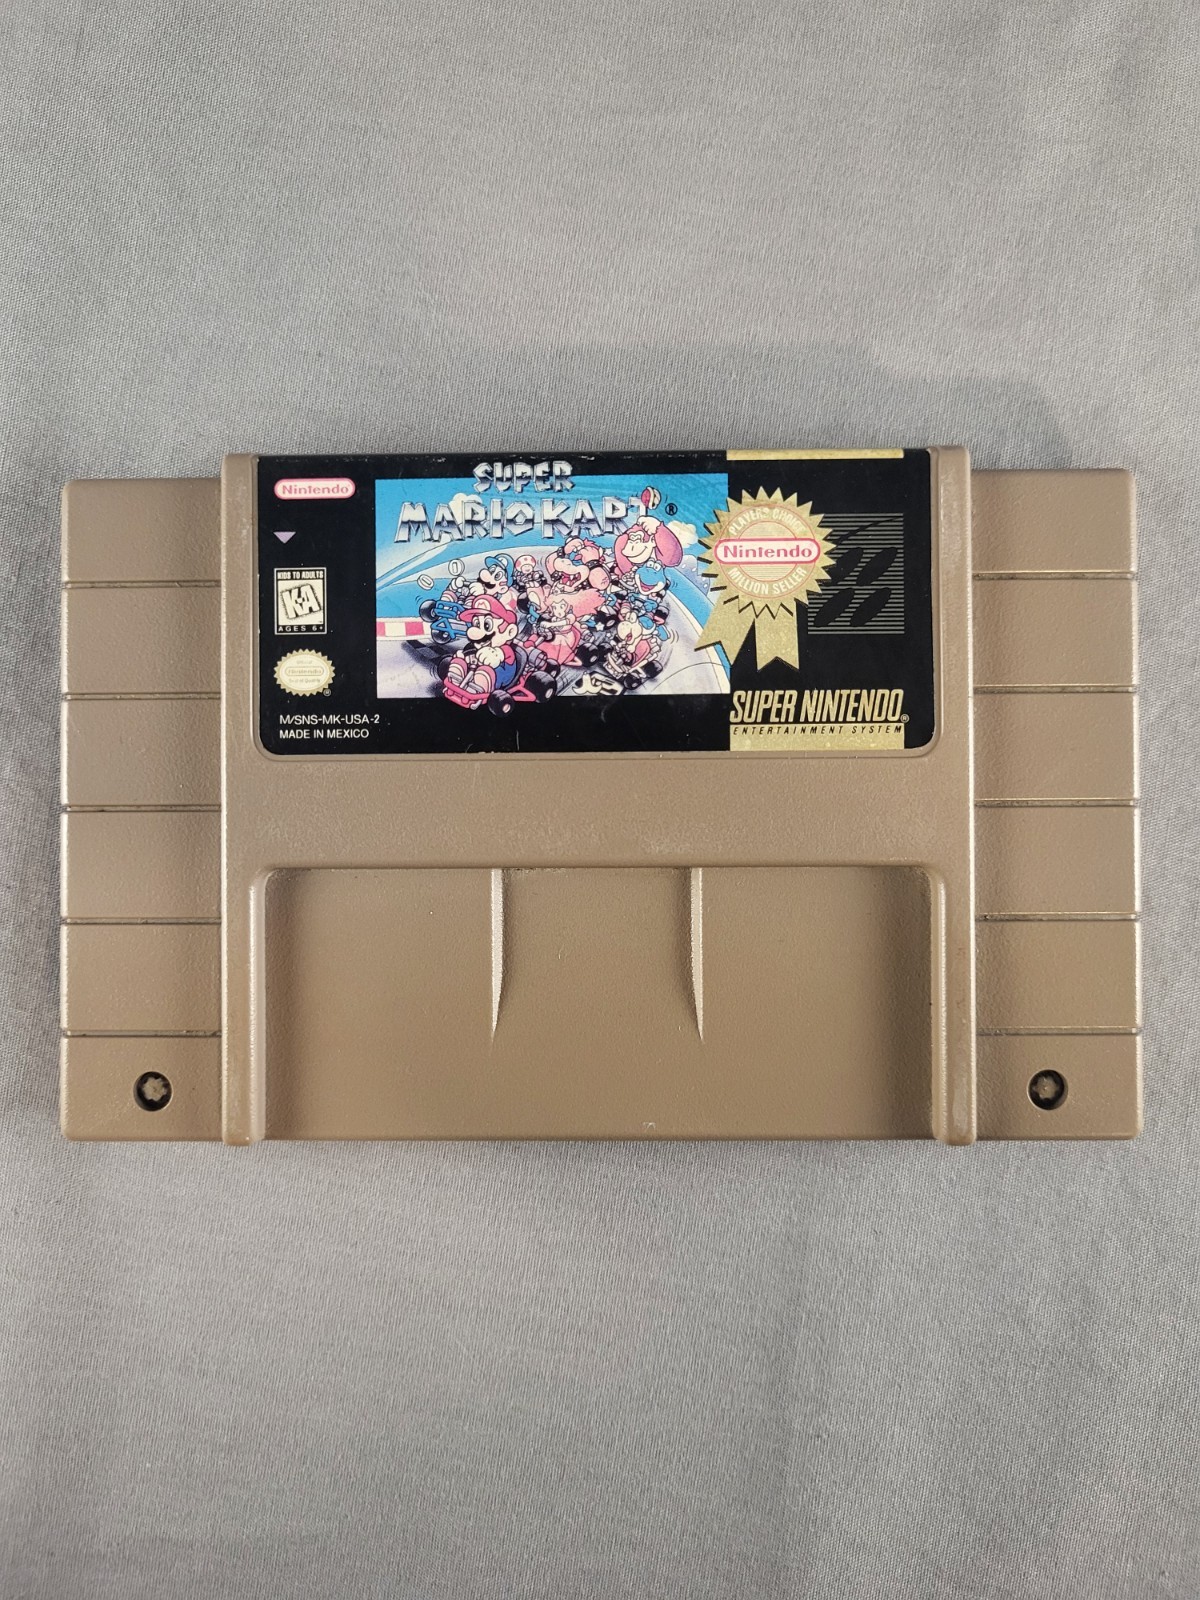 SUPER
MARIO KART ®
Nintendo
KIDS TO ADULTS
K-A
AGES 6+
®
M/SNS-MK-USA-2
MADE IN MEXICO
PLAYER'S CHOICE
Nintendo
MILLION SELLER
SUPER NINTENDO®
ENTERTAINMENT SYSTEM